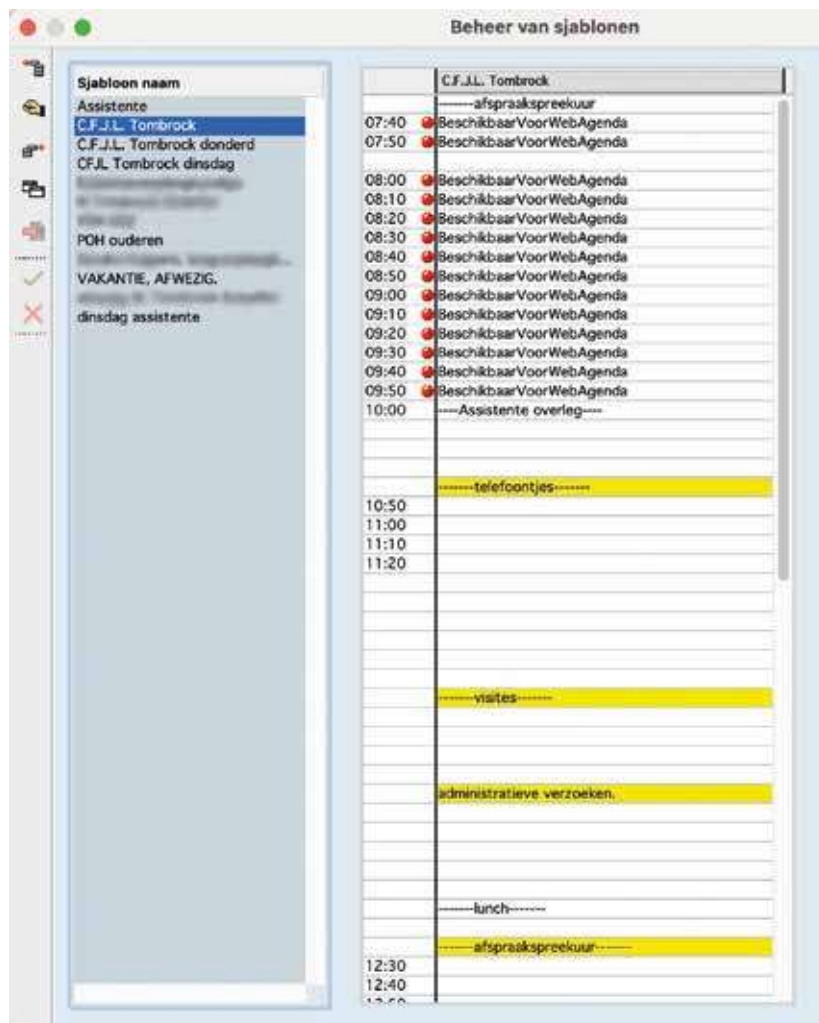 Beheer van sjablonen
Sjabloon naam
Assistente
C.F.J.L. Tombrock
C.F.J.L. Tombrock donderd
CFJL Tombrock dinsdag
POH ouderen
VAKANTIE, AFWEZIG.
dinsdag assistente
C.F.J.L. Tombrock
-------afspraakspreekuur
07:40 BeschikbaarVoorWebAgenda
07:50 BeschikbaarVoorWebAgenda
08:00 BeschikbaarVoorWebAgenda
08:10 BeschikbaarVoorWebAgenda
08:20 BeschikbaarVoorWebAgenda
08:30 BeschikbaarVoorWebAgenda
08:40 BeschikbaarVoorWebAgenda
08:50 BeschikbaarVoorWebAgenda
09:00 BeschikbaarVoorWebAgenda
09:10 BeschikbaarVoorWebAgenda
09:20 BeschikbaarVoorWebAgenda
09:30 BeschikbaarVoorWebAgenda
09:40 BeschikbaarVoorWebAgenda
09:50 BeschikbaarVoorWebAgenda
10:00 ----Assistente overleg----
-------telefoontjes-------
10:50
11:00
11:10
11:20
-------visites-------
administratieve verzoeken.
-------lunch-------
-------afspraakspreekuur-------
12:30
12:40